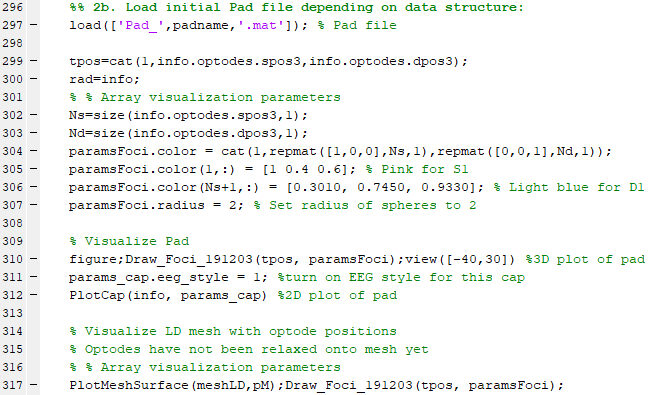 296 %% 2b. Load initial Pad file depending on data structure:
297 – load(['Pad_',padname,'.mat']); % Pad file
298
299 – tpos=cat(1,info.optodes.spos3,info.optodes.dpos3);
300 – rad=info;
301 % % Array visualization parameters
302 – Ns=size(info.optodes.spos3,1);
303 – Nd=size(info.optodes.dpos3,1);
304 – paramsFoci.color = cat(1,repmat([1,0,0],Ns,1),repmat([0,0,1],Nd,1));
305 – paramsFoci.color(1,:) = [1 0.4 0.6]; % Pink for S1
306 – paramsFoci.color(Ns+1,:) = [0.3010, 0.7450, 0.9330]; % Light blue for D1
307 – paramsFoci.radius = 2; % Set radius of spheres to 2
308
309 % Visualize Pad
310 – figure;Draw_Foci_191203(tpos, paramsFoci);view([-40,30]) %3D plot of pad
311 – params_cap.eeg_style = 1; %turn on EEG style for this cap
312 – PlotCap(info, params_cap) %2D plot of pad
313
314 % Visualize LD mesh with optode positions
315 % Optodes have not been relaxed onto mesh yet
316 % % Array visualization parameters
317 – PlotMeshSurface(meshLD,pM);Draw_Foci_191203(tpos, paramsFoci);